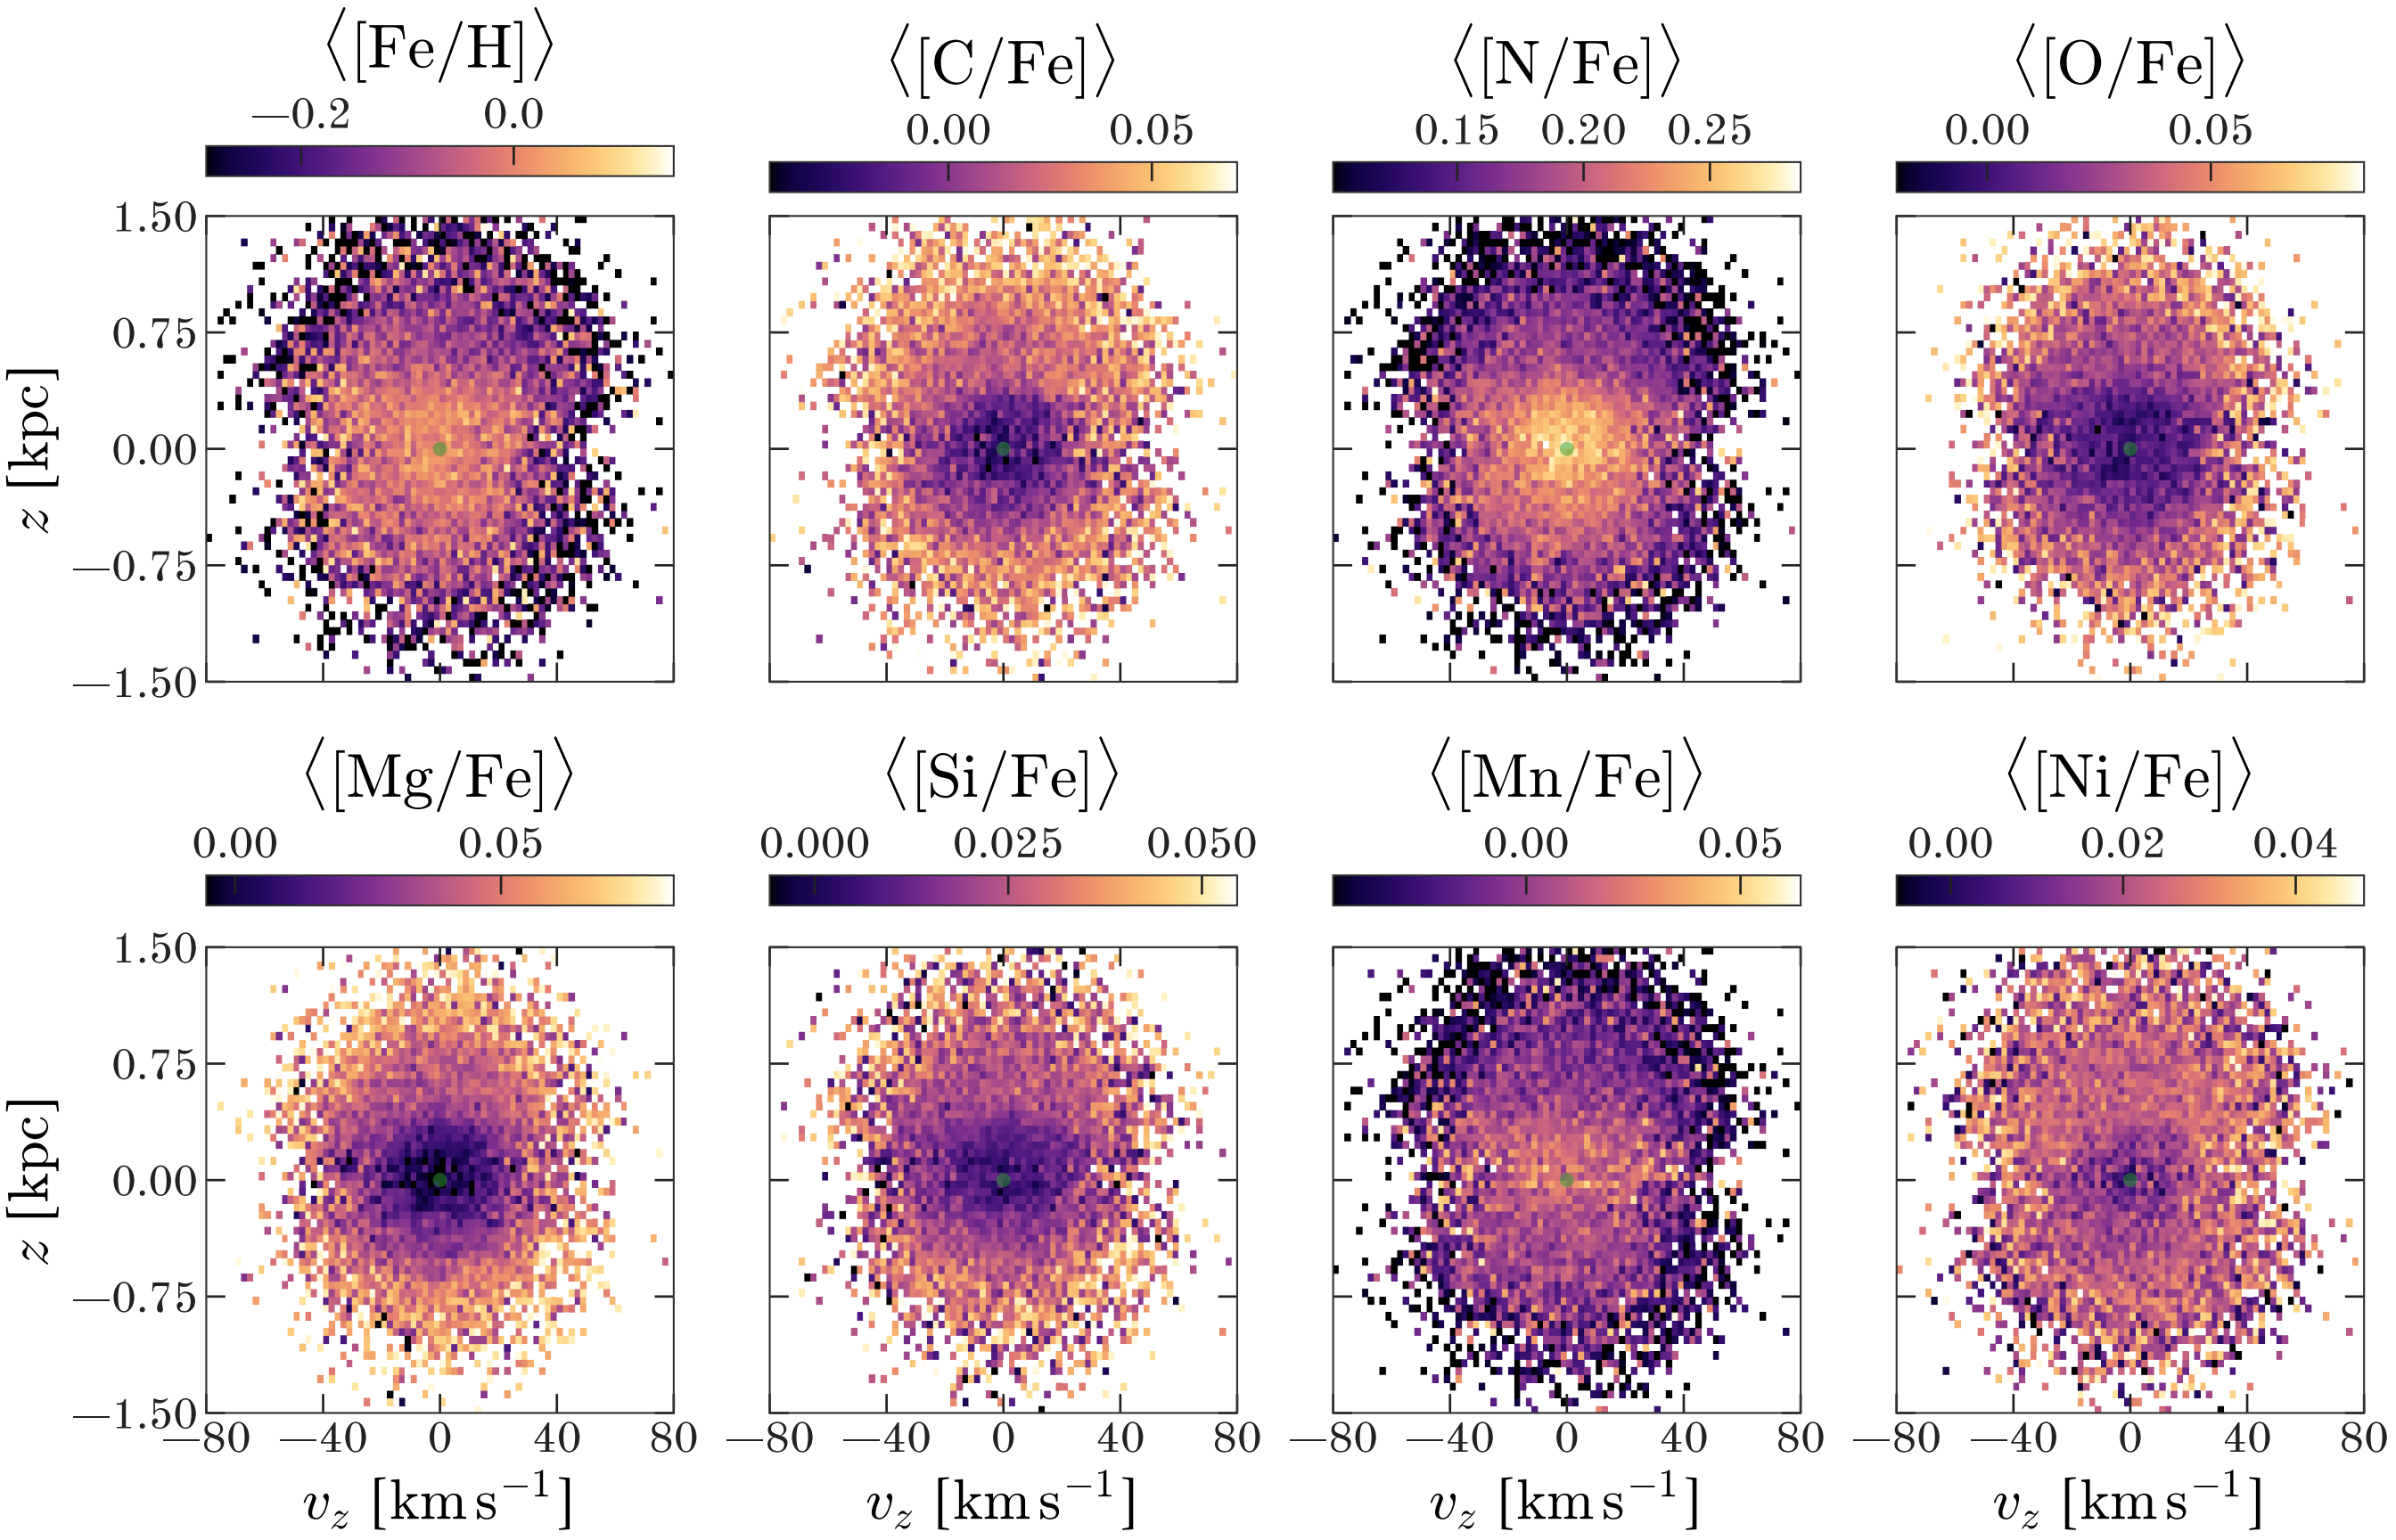 ⟨[Fe/H]⟩ ⟨[C/Fe]⟩ ⟨[N/Fe]⟩ ⟨[O/Fe]⟩
−0.2 0.0 0.00 0.05 0.15 0.20 0.25 0.00 0.05
1.50
0.75
0.00
−0.75
−1.50
z [kpc]
⟨[Mg/Fe]⟩ ⟨[Si/Fe]⟩ ⟨[Mn/Fe]⟩ ⟨[Ni/Fe]⟩
0.00 0.05 0.000 0.025 0.050 0.00 0.05 0.00 0.02 0.04
1.50
0.75
0.00
−0.75
−1.50
z [kpc]
−80 −40 0 40 80 −80 −40 0 40 80 −80 −40 0 40 80 −80 −40 0 40 80
v_z [km s⁻¹] v_z [km s⁻¹] v_z [km s⁻¹] v_z [km s⁻¹]